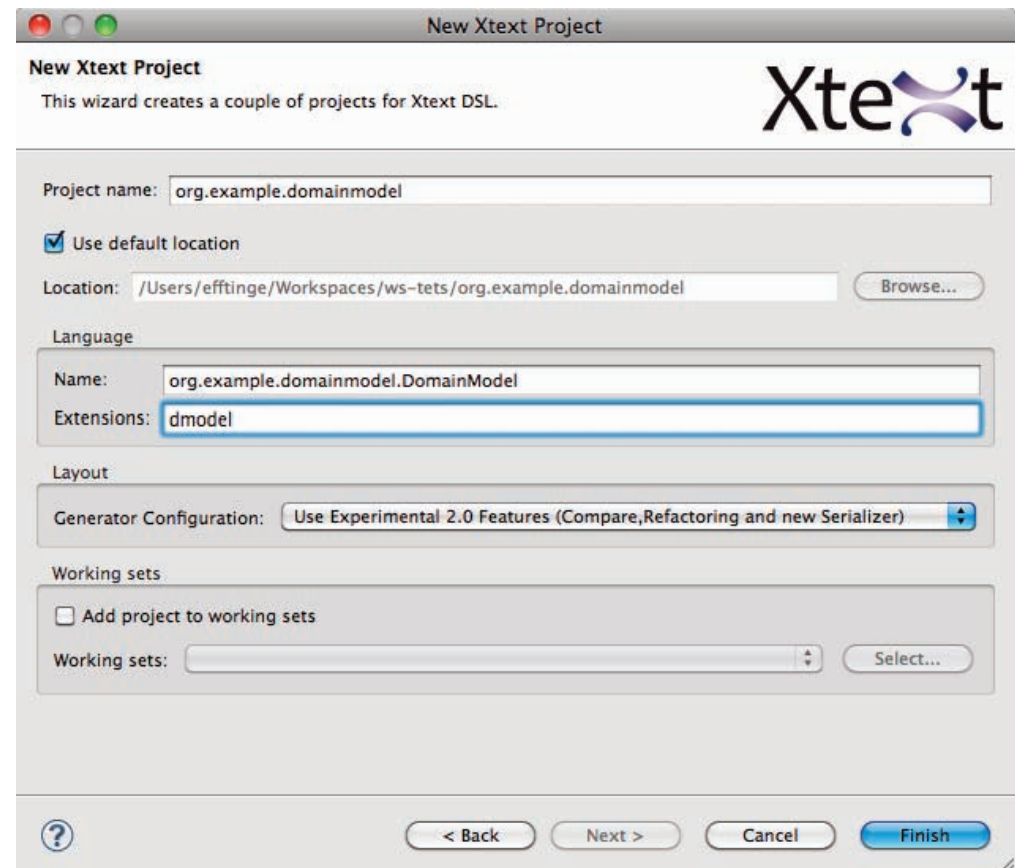 New Xtext Project
New Xtext Project
This wizard creates a couple of projects for Xtext DSL.
Xtext
Project name: org.example.domainmodel
Use default location
Location: /Users/efftinge/Workspaces/ws-tets/org.example.domainmodel Browse...
Language
Name: org.example.domainmodel.DomainModel
Extensions: dmodel
Layout
Generator Configuration: Use Experimental 2.0 Features (Compare,Refactoring and new Serializer)
Working sets
Add project to working sets
Working sets: Select...
? < Back Next > Cancel Finish